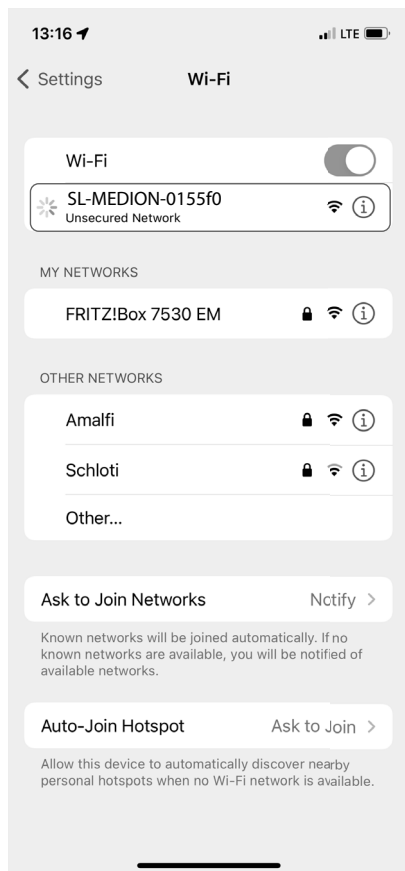 13:16 LTE
Settings Wi-Fi
Wi-Fi
SL-MEDION-0155f0
Unsecured Network
MY NETWORKS
FRITZ!Box 7530 EM
OTHER NETWORKS
Amalfi
Schloti
Other...
Ask to Join Networks Notify
Known networks will be joined automatically. If no
known networks are available, you will be notified of
available networks.
Auto-Join Hotspot Ask to Join
Allow this device to automatically discover nearby
personal hotspots when no Wi-Fi network is available.